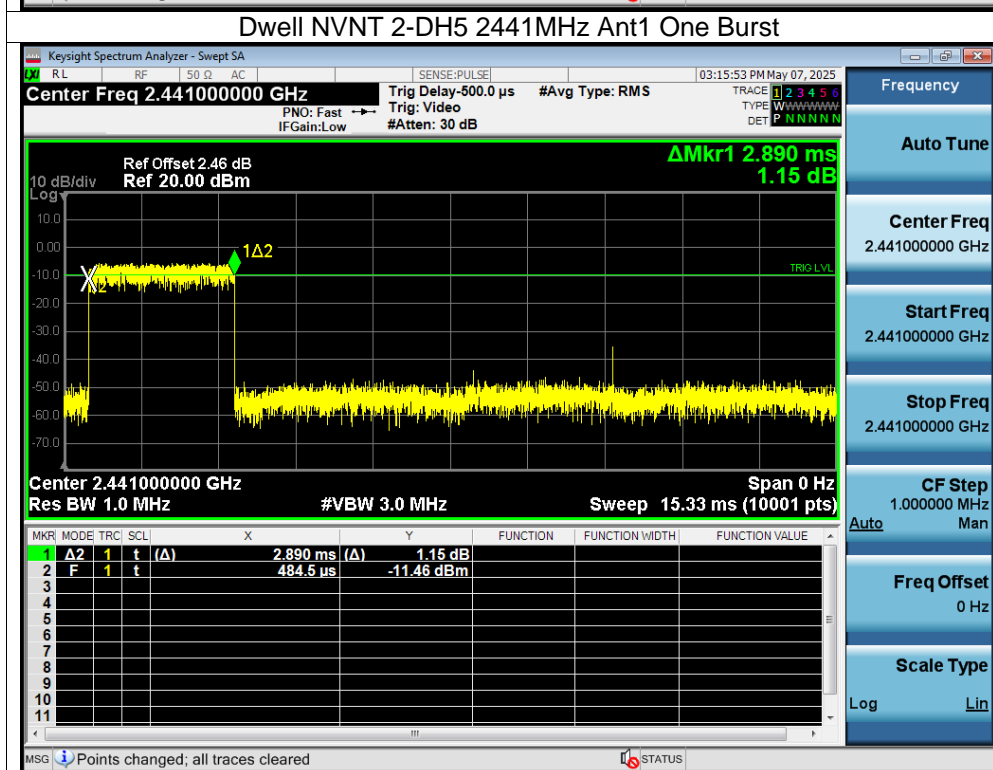 Dwell NVNT 2-DH5 2441MHz Ant1 One Burst
Keysight Spectrum Analyzer - Swept SA
LXI RL RF 50 Ω AC SENSE:PULSE 03:15:53 PM May 07, 2025
Center Freq 2.441000000 GHz
PNO: Fast
IFGain:Low
Trig Delay-500.0 µs
Trig: Video
#Atten: 30 dB
#Avg Type: RMS
TRACE 1 2 3 4 5 6
TYPE WWWWWW
DET P N N N N N
ΔMkr1 2.890 ms
1.15 dB
Ref Offset 2.46 dB
10 dB/div Ref 20.00 dBm
Log
10.0
0.00
-10.0
-20.0
-30.0
-40.0
-50.0
-60.0
-70.0
1Δ2
2
TRIG LVL
Center 2.441000000 GHz Span 0 Hz
Res BW 1.0 MHz #VBW 3.0 MHz Sweep 15.33 ms (10001 pts)
MKR MODE TRC SCL X Y FUNCTION FUNCTION WIDTH FUNCTION VALUE
1 Δ2 1 t (Δ) 2.890 ms (Δ) 1.15 dB
2 F 1 t 484.5 µs -11.46 dBm
3
4
5
6
7
8
9
10
11
MSG Points changed; all traces cleared STATUS
Frequency
Auto Tune
Center Freq
2.441000000 GHz
Start Freq
2.441000000 GHz
Stop Freq
2.441000000 GHz
CF Step
1.000000 MHz
Auto Man
Freq Offset
0 Hz
Scale Type
Log Lin